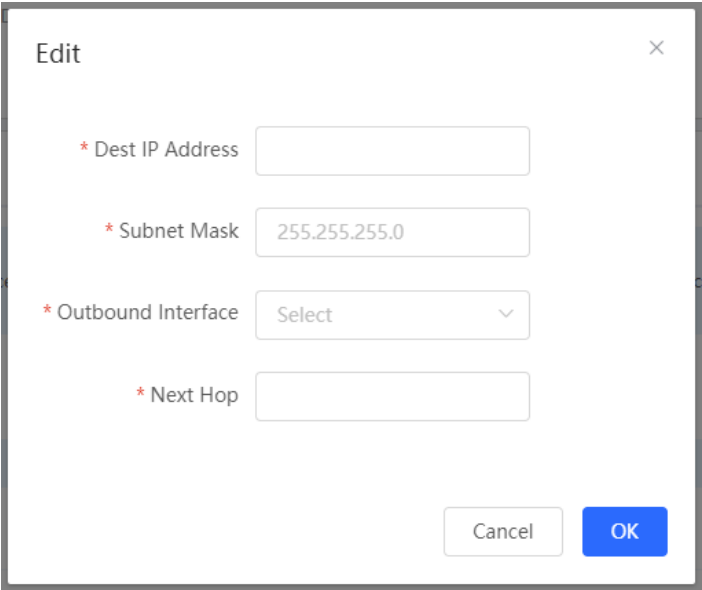 Edit
* Dest IP Address
* Subnet Mask 255.255.255.0
* Outbound Interface Select
* Next Hop
Cancel OK